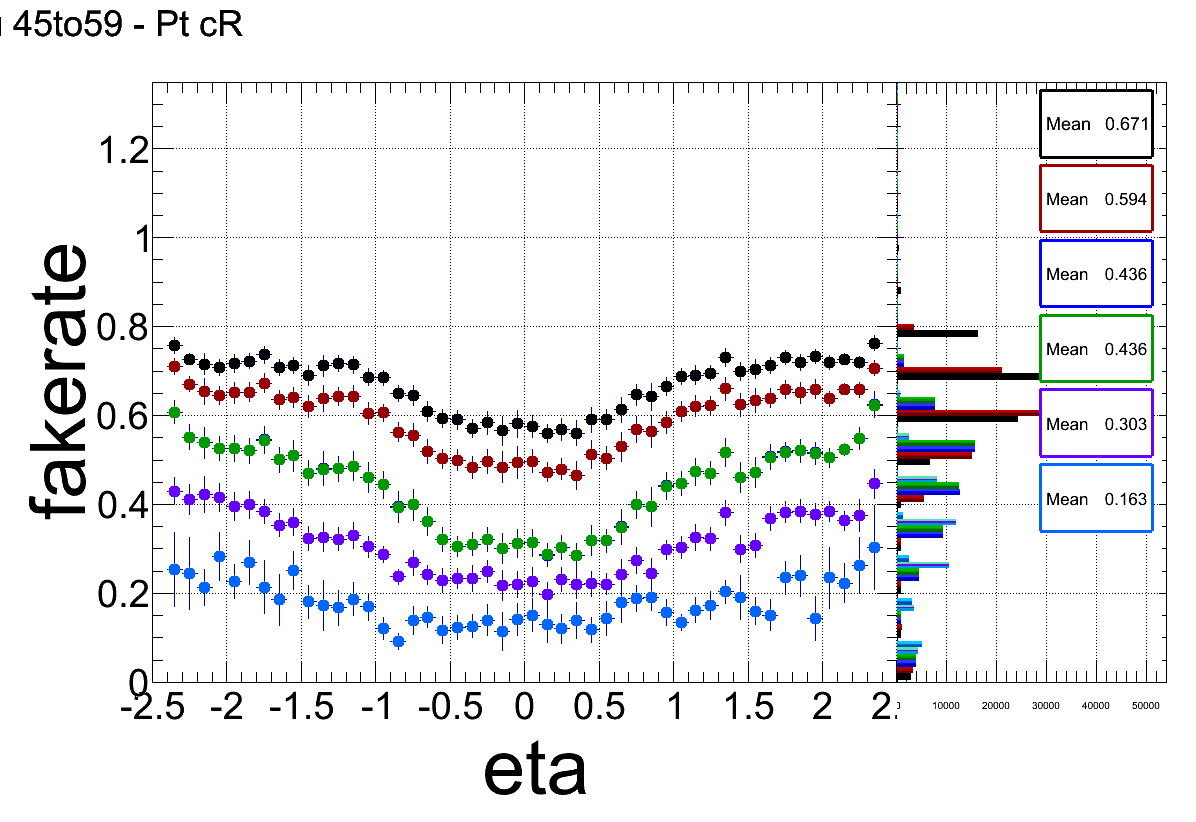 45to59 - Pt cR
fakerate
1.2
1
0.8
0.6
0.4
0.2
0
-2.5 -2 -1.5 -1 -0.5 0 0.5 1 1.5 2
eta
Mean 0.671
Mean 0.594
Mean 0.436
Mean 0.436
Mean 0.303
Mean 0.163
10000 20000 30000 40000 50000